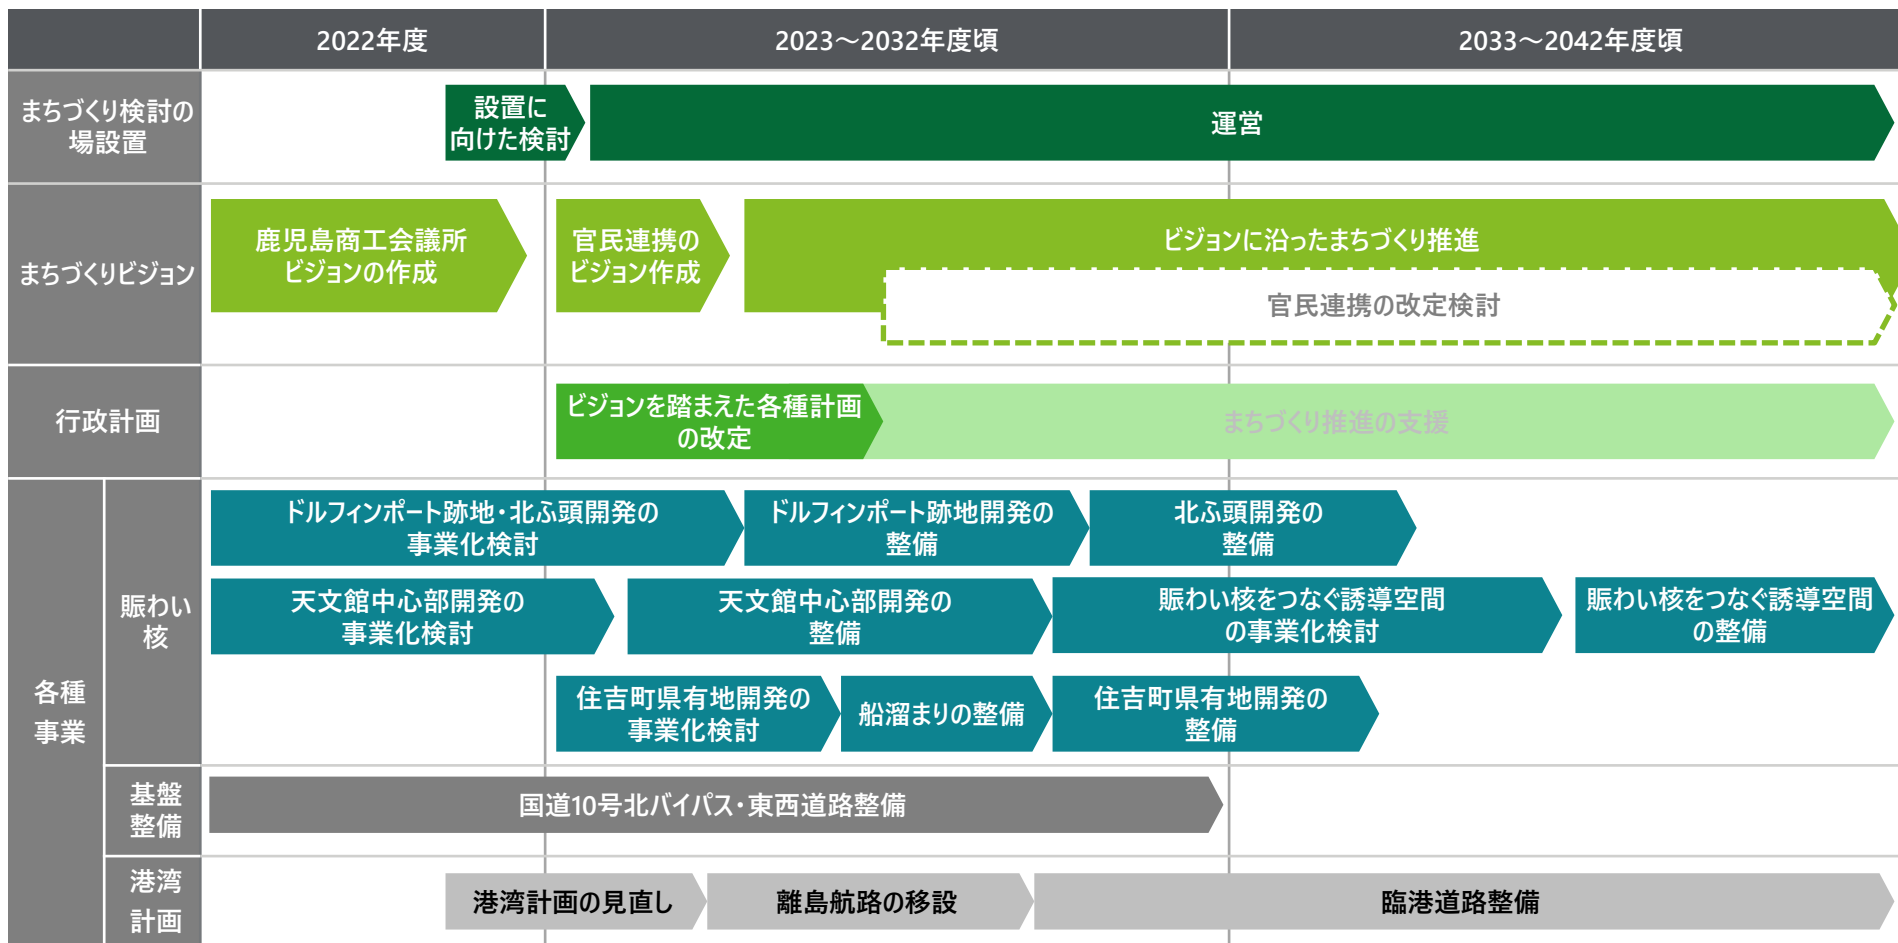 2022年度
2023～2032年度頃
2033～2042年度頃
まちづくり検討の
場設置
設置に
向けた検討
運営
まちづくりビジョン
鹿児島商工会議所
ビジョンの作成
官民連携の
ビジョン作成
ビジョンに沿ったまちづくり推進
官民連携の改定検討
行政計画
ビジョンを踏まえた各種計画
の改定
まちづくり推進の支援
各種
事業
賑わい
核
ドルフィンポート跡地・北ふ頭開発の
事業化検討
ドルフィンポート跡地開発の
整備
北ふ頭開発の
整備
天文館中心部開発の
事業化検討
天文館中心部開発の
整備
賑わい核をつなぐ誘導空間
の事業化検討
賑わい核をつなぐ誘導空間
の整備
住吉町県有地開発の
事業化検討
船溜まりの整備
住吉町県有地開発の
整備
基盤
整備
国道10号北バイパス・東西道路整備
港湾
計画
港湾計画の見直し
離島航路の移設
臨港道路整備